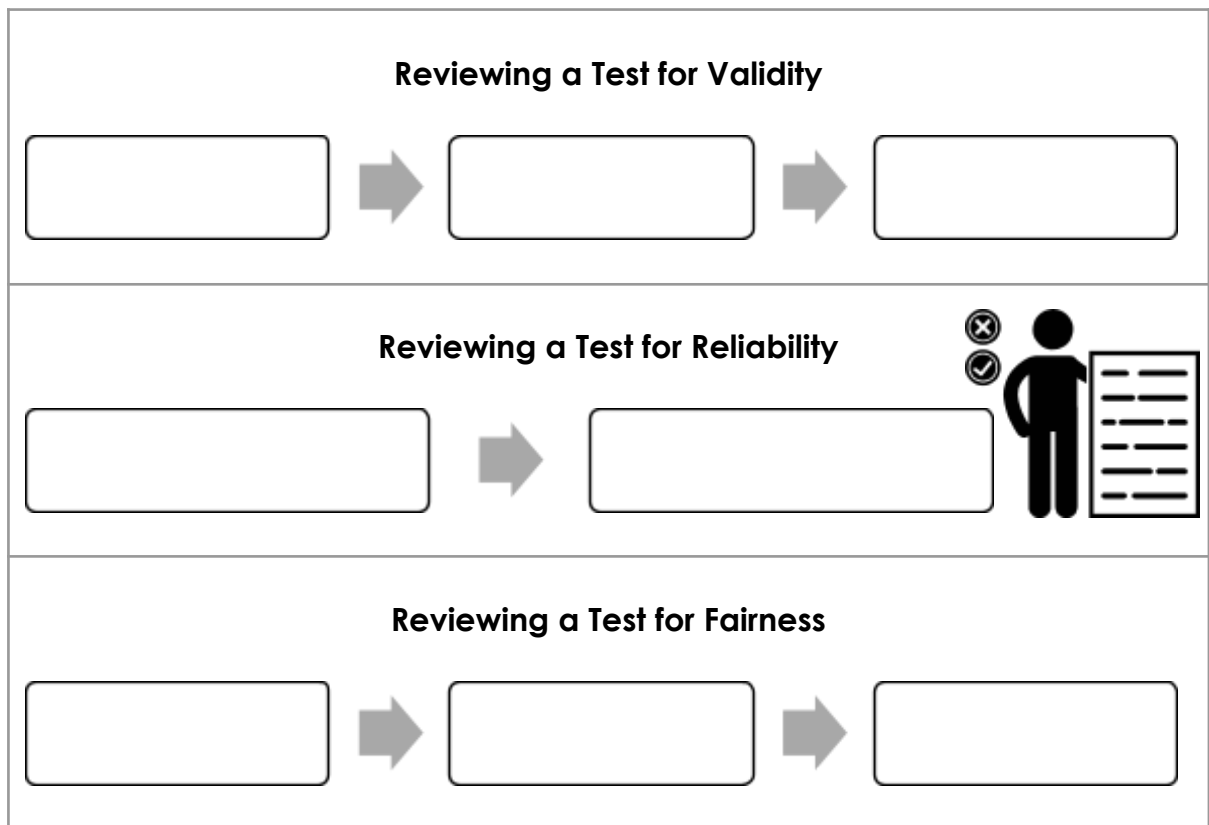 Reviewing a Test for Validity
Reviewing a Test for Reliability
Reviewing a Test for Fairness